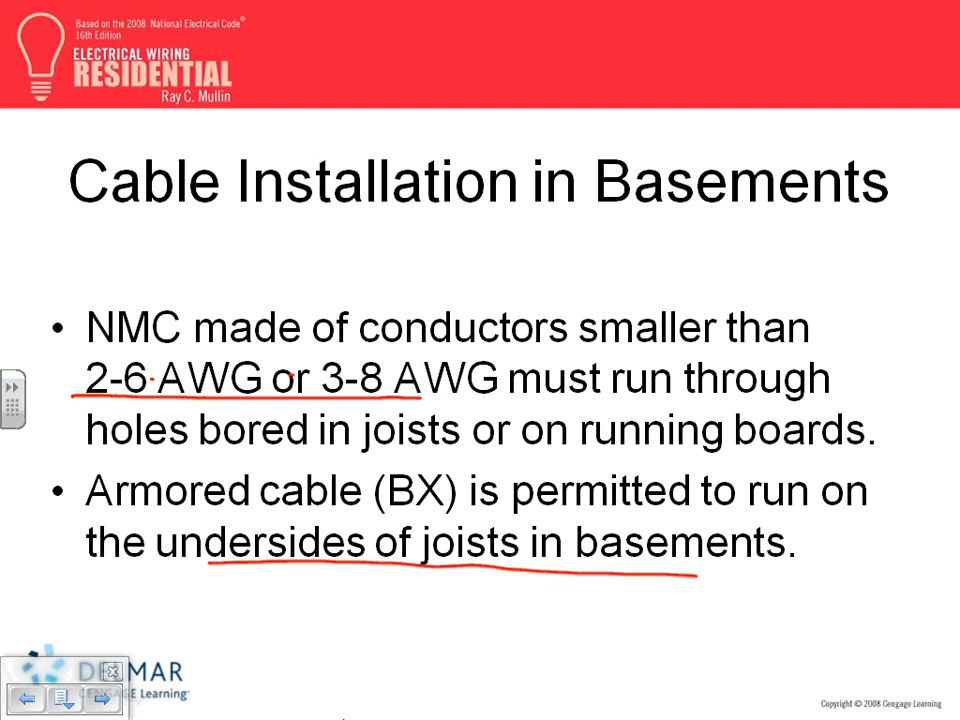 Based on the 2008 National Electrical Code®
16th Edition
ELECTRICAL WIRING
RESIDENTIAL
Ray C. Mullin
Cable Installation in Basements
• NMC made of conductors smaller than
2-6 AWG or 3-8 AWG must run through
holes bored in joists or on running boards.
• Armored cable (BX) is permitted to run on
the undersides of joists in basements.
DELMAR
CENGAGE Learning
Copyright © 2008 Cengage Learning